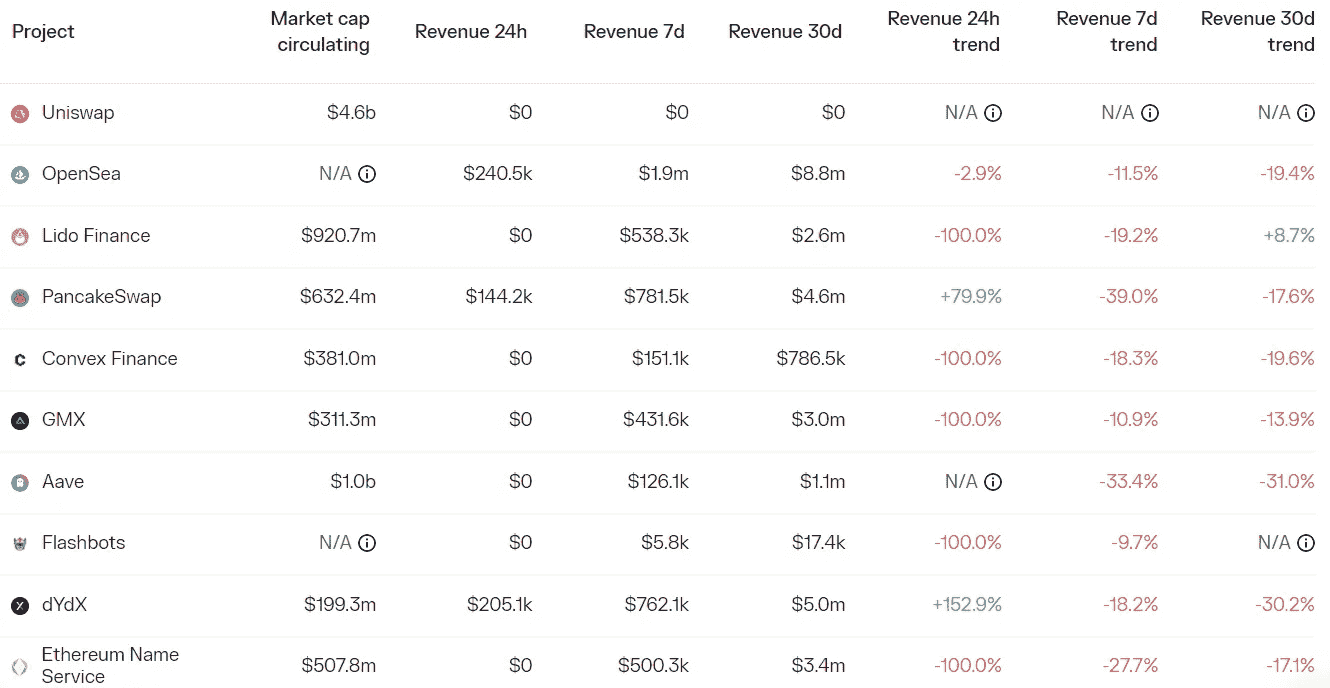 Project Market cap circulating Revenue 24h Revenue 7d Revenue 30d Revenue 24h trend Revenue 7d trend Revenue 30d trend
Uniswap $4.6b $0 $0 $0 N/A N/A N/A
OpenSea N/A $240.5k $1.9m $8.8m -2.9% -11.5% -19.4%
Lido Finance $920.7m $0 $538.3k $2.6m -100.0% -19.2% +8.7%
PancakeSwap $632.4m $144.2k $781.5k $4.6m +79.9% -39.0% -17.6%
Convex Finance $381.0m $0 $151.1k $786.5k -100.0% -18.3% -19.6%
GMX $311.3m $0 $431.6k $3.0m -100.0% -10.9% -13.9%
Aave $1.0b $0 $126.1k $1.1m N/A -33.4% -31.0%
Flashbots N/A $0 $5.8k $17.4k -100.0% -9.7% N/A
dYdX $199.3m $205.1k $762.1k $5.0m +152.9% -18.2% -30.2%
Ethereum Name Service $507.8m $0 $500.3k $3.4m -100.0% -27.7% -17.1%